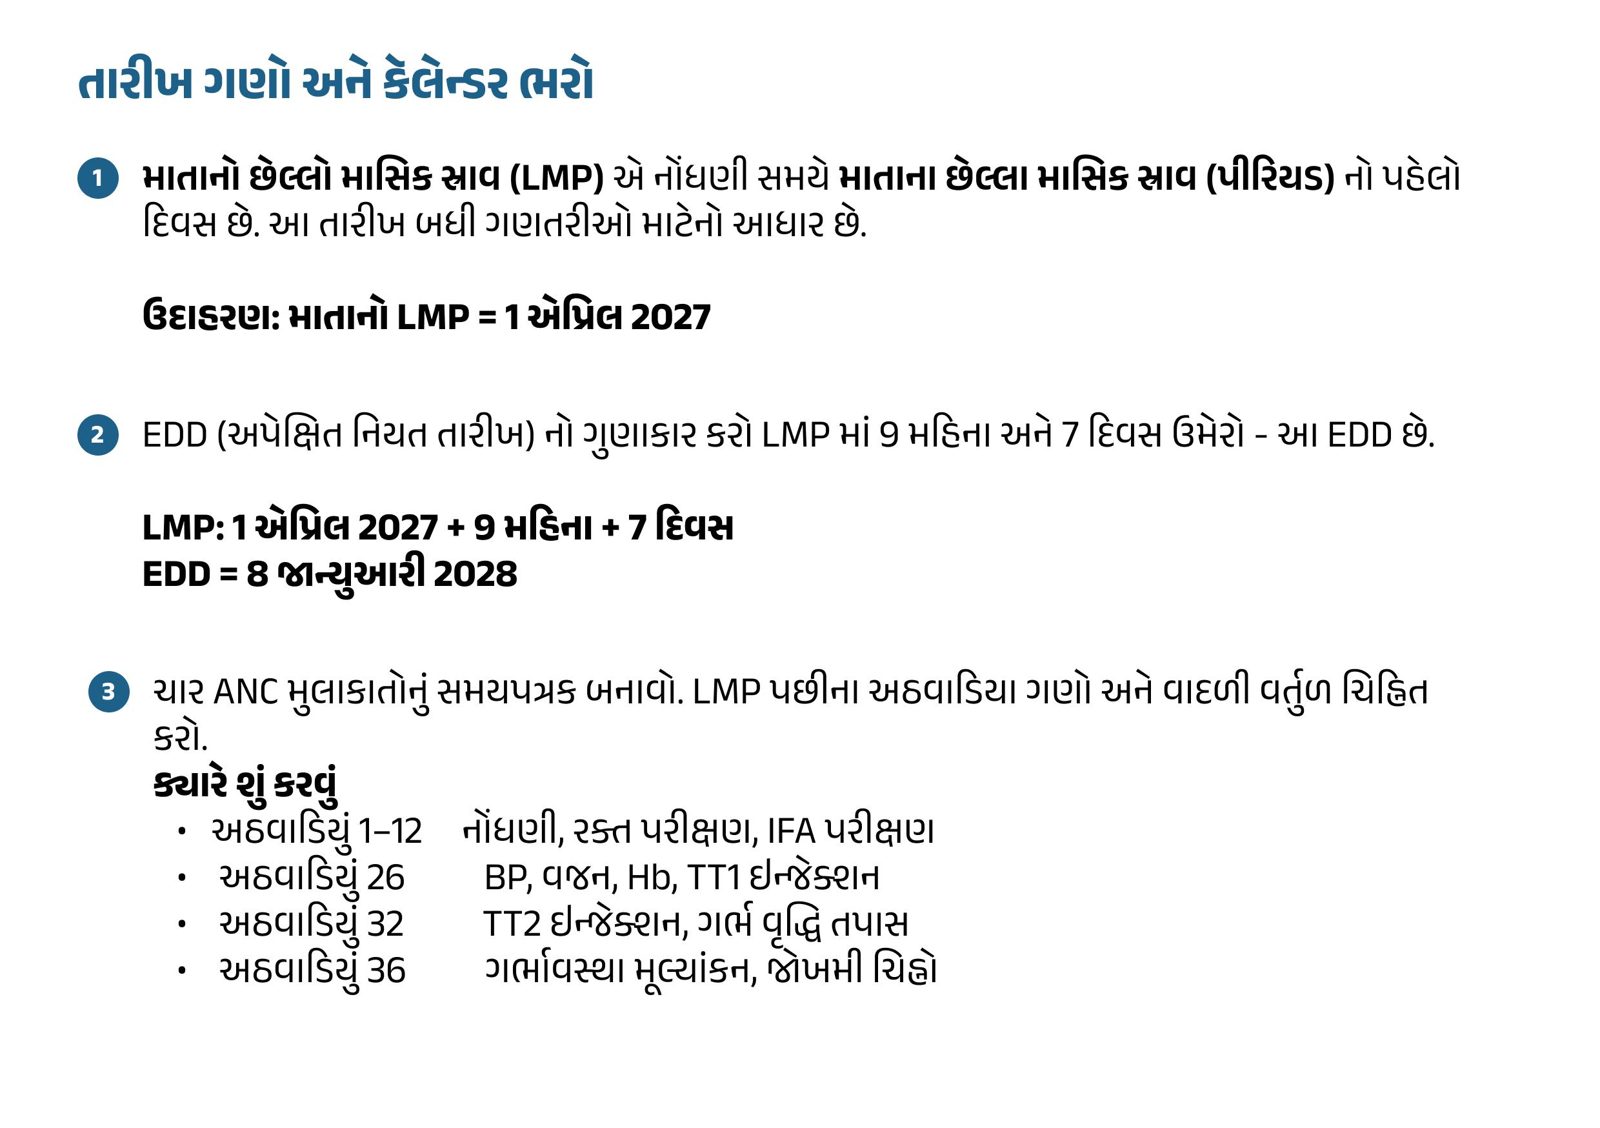 તારીખ ગણો અને કેલેન્ડર ભરો
1 માતાનો છેલ્લો માસિક સ્રાવ (LMP) એ નોંધણી સમયે માતાના છેલ્લા માસિક સ્રાવ (પીરિયડ) નો પહેલો
દિવસ છે. આ તારીખ બધી ગણતરીઓ માટેનો આધાર છે.
ઉદાહરણ: માતાનો LMP = 1 એપ્રિલ 2027
2 EDD (અપેક્ષિત નિયત તારીખ) નો ગુણાકાર કરો LMP માં 9 મહિના અને 7 દિવસ ઉમેરો - આ EDD છે.
LMP: 1 એપ્રિલ 2027 + 9 મહિના + 7 દિવસ
EDD = 8 જાન્યુઆરી 2028
3 ચાર ANC મુલાકાતોનું સમયપત્રક બનાવો. LMP પછીના અઠવાડિયા ગણો અને વાદળી વર્તુળ ચિહ્નિત
કરો.
ક્યારે શું કરવું
• અઠવાડિયું 1–12 નોંધણી, રક્ત પરીક્ષણ, IFA પરીક્ષણ
• અઠવાડિયું 26 BP, વજન, Hb, TT1 ઇન્જેક્શન
• અઠવાડિયું 32 TT2 ઇન્જેક્શન, ગર્ભ વૃદ્ધિ તપાસ
• અઠવાડિયું 36 ગર્ભાવસ્થા મૂલ્યાંકન, જોખમી ચિહ્નો